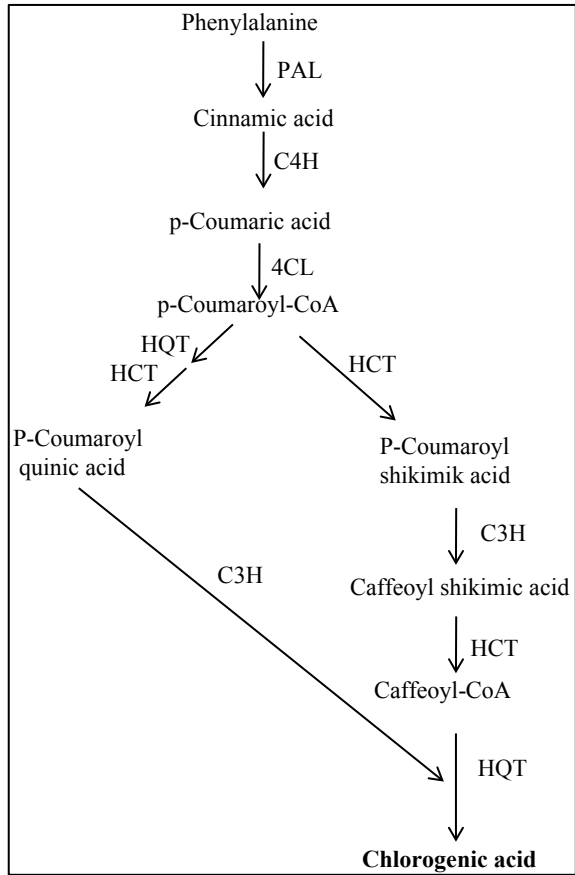 Phenylalanine
PAL
Cinnamic acid
C4H
p-Coumaric acid
4CL
p-Coumaroyl-CoA
HQT
HCT
HCT
P-Coumaroyl
quinic acid
P-Coumaroyl
shikimik acid
C3H
C3H
Caffeoyl shikimic acid
HCT
Caffeoyl-CoA
HQT
Chlorogenic acid